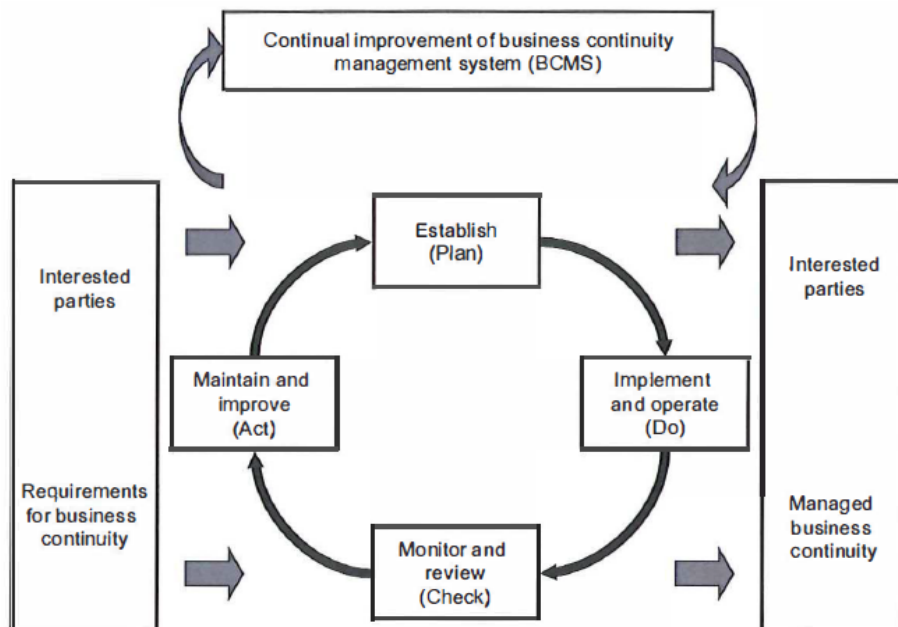 Continual improvement of business continuity
management system (BCMS)
Establish
(Plan)
Interested
parties
Interested
parties
Maintain and
improve
(Act)
Implement
and operate
(Do)
Requirements
for business
continuity
Managed
business
continuity
Monitor and
review
(Check)